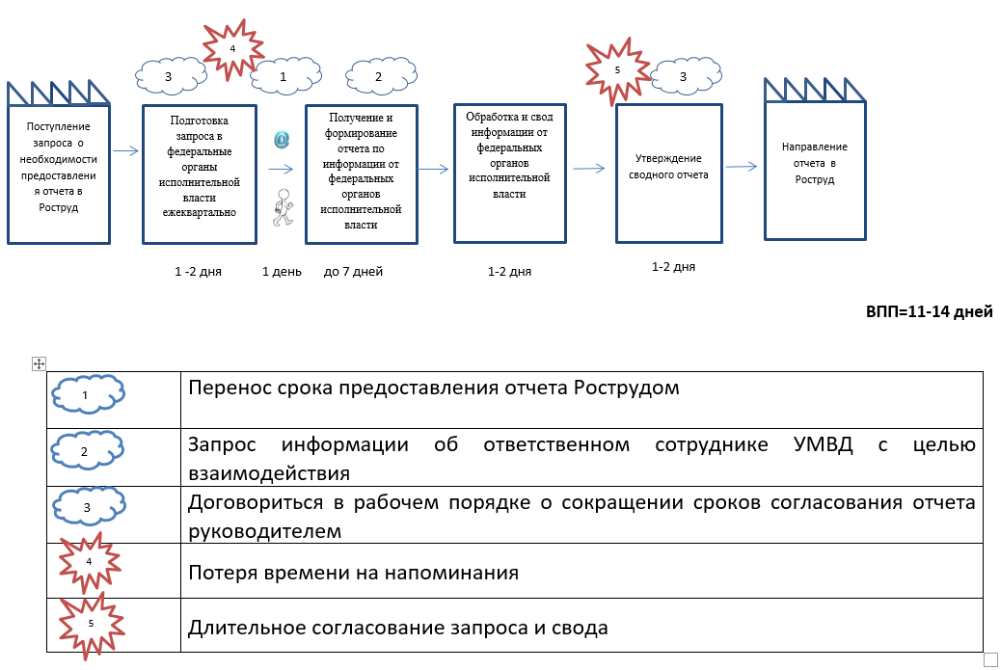 4
3
1
2
5
3
Поступление
запроса о
необходимости
предоставлени
я отчета в
Роструд
Подготовка
запроса в
федеральные
органы
исполнительной
власти
ежеквартально
@
Получение и
формирование
отчета по
информации от
федеральных
органов
исполнительной
власти
Обработка и свод
информации от
федеральных
органов
исполнительной
власти
Утверждение
сводного отчета
Направление
отчета в
Роструд
1 -2 дня
1 день
до 7 дней
1-2 дня
1-2 дня
ВПП=11-14 дней
1
Перенос срока предоставления отчета Рострудом
2
Запрос информации об ответственном сотруднике УМВД с целью
взаимодействия
3
Договориться в рабочем порядке о сокращении сроков согласования отчета
руководителем
4
Потеря времени на напоминания
5
Длительное согласование запроса и свода